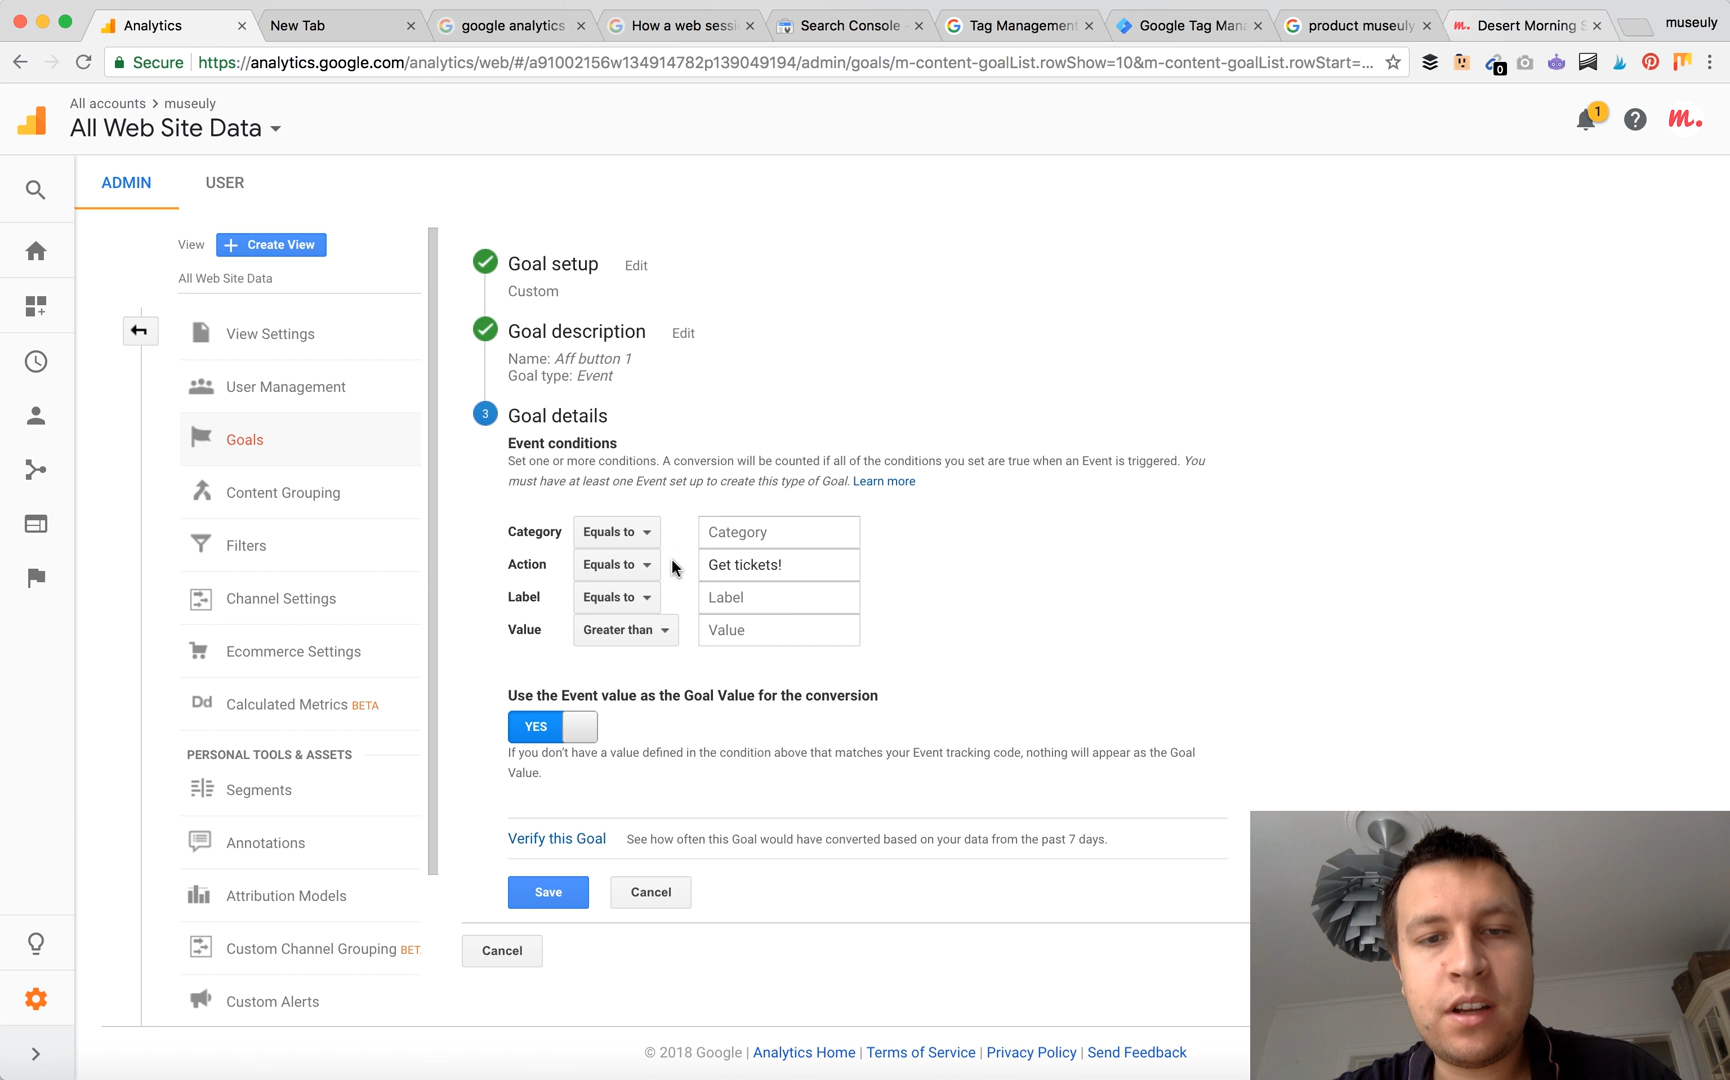 Analytics
New Tab
google analytics
How a web sessi
Search Console -
Tag Management
Google Tag Mana
product museuly
Desert Morning S
museuly
Secure
https://analytics.google.com/analytics/web/#/a91002156w134914782p139049194/admin/goals/m-content-goalList.rowShow=10&m-content-goalList.rowStart=...
0
All accounts > museuly
All Web Site Data
1
m.
ADMIN
USER
View
+ Create View
All Web Site Data
View Settings
User Management
Goals
Content Grouping
Filters
Channel Settings
Ecommerce Settings
Dd Calculated Metrics BETA
PERSONAL TOOLS & ASSETS
Segments
Annotations
Attribution Models
Custom Channel Grouping BET
Custom Alerts
Goal setup Edit
Custom
Goal description Edit
Name: Aff button 1
Goal type: Event
3 Goal details
Event conditions
Set one or more conditions. A conversion will be counted if all of the conditions you set are true when an Event is triggered. You
must have at least one Event set up to create this type of Goal. Learn more
Category Equals to Category
Action Equals to Get tickets!
Label Equals to Label
Value Greater than Value
Use the Event value as the Goal Value for the conversion
YES
If you don't have a value defined in the condition above that matches your Event tracking code, nothing will appear as the Goal
Value.
Verify this Goal See how often this Goal would have converted based on your data from the past 7 days.
Save Cancel
Cancel
© 2018 Google | Analytics Home | Terms of Service | Privacy Policy | Send Feedback